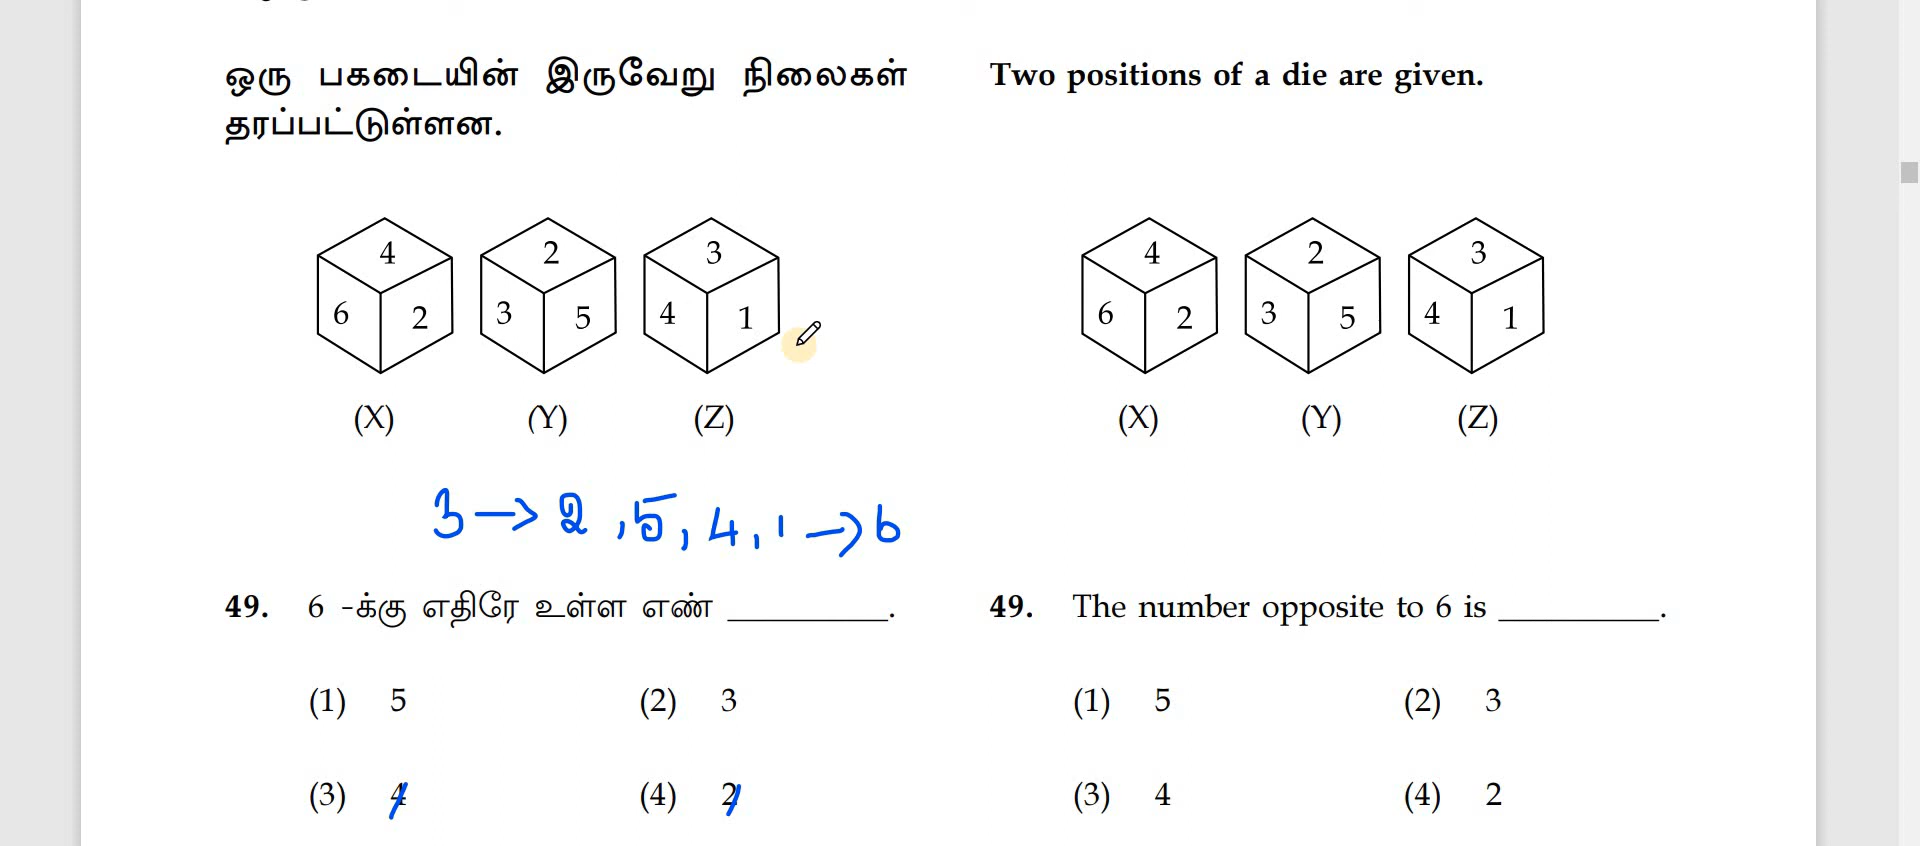 ஒரு பகடையின் இருவேறு நிலைகள்
தரப்பட்டுள்ளன.
4 6 2 2 3 5 3 4 1
(X) (Y) (Z)
3 → 2 , 5 , 4 , 1 → 6
49. 6 -க்கு எதிரே உள்ள எண் __________.
(1) 5 (2) 3
(3) 4 (4) 2
Two positions of a die are given.
4 6 2 2 3 5 3 4 1
(X) (Y) (Z)
49. The number opposite to 6 is __________.
(1) 5 (2) 3
(3) 4 (4) 2